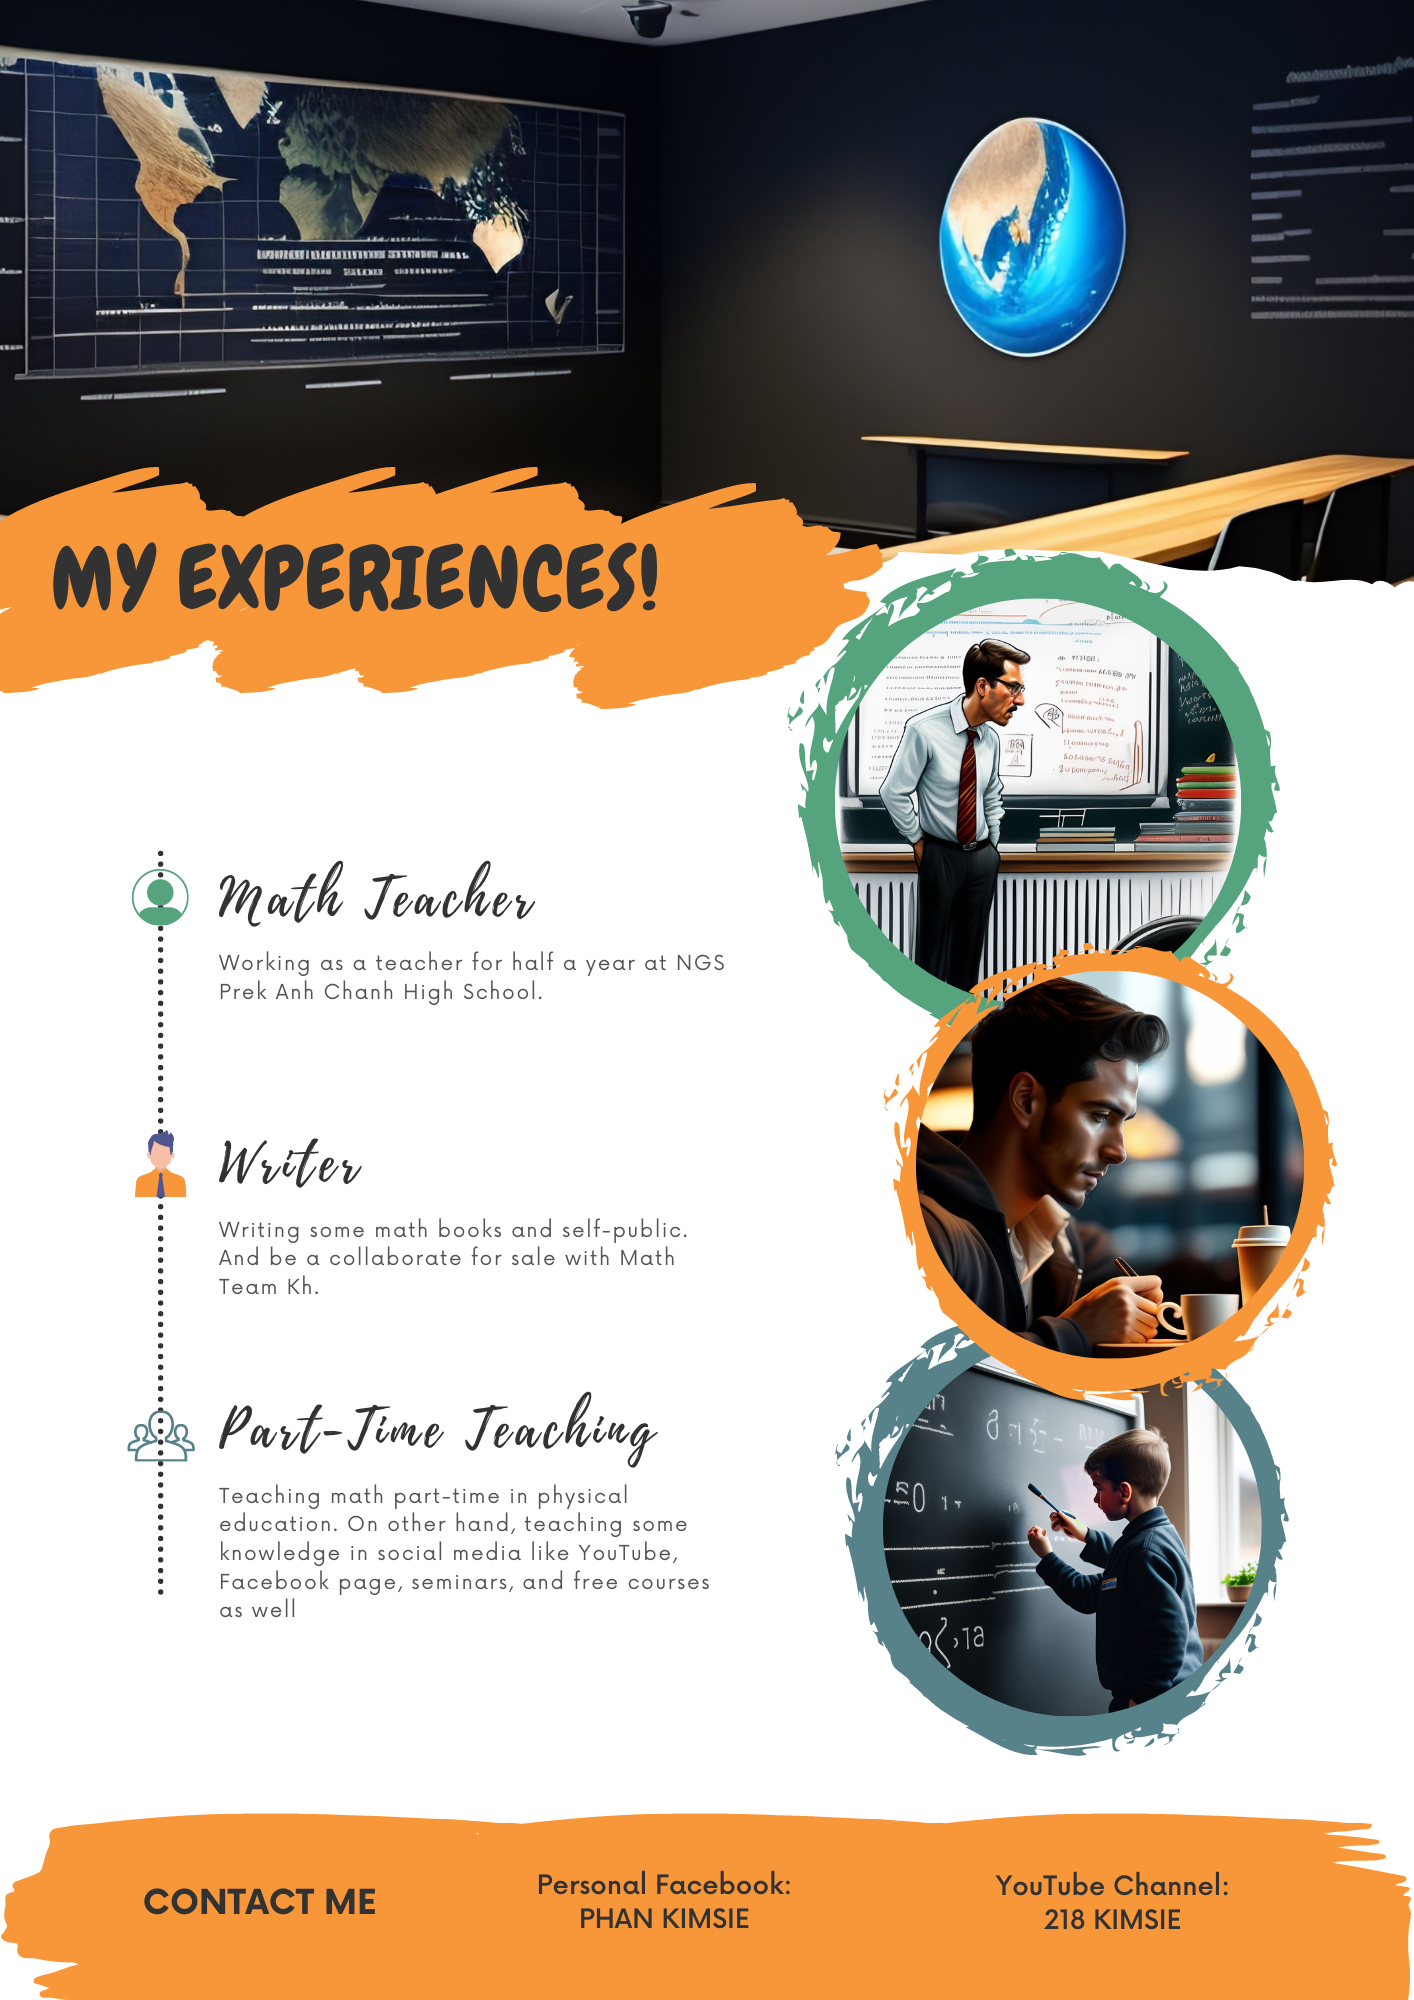 MY EXPERIENCES!
Math Teacher
Working as a teacher for half a year at NGS
Prek Anh Chanh High School.
Writer
Writing some math books and self-public.
And be a collaborate for sale with Math
Team Kh.
Part-Time Teaching
Teaching math part-time in physical
education. On other hand, teaching some
knowledge in social media like YouTube,
Facebook page, seminars, and free courses
as well
CONTACT ME
Personal Facebook:
PHAN KIMSIE
YouTube Channel:
218 KIMSIE